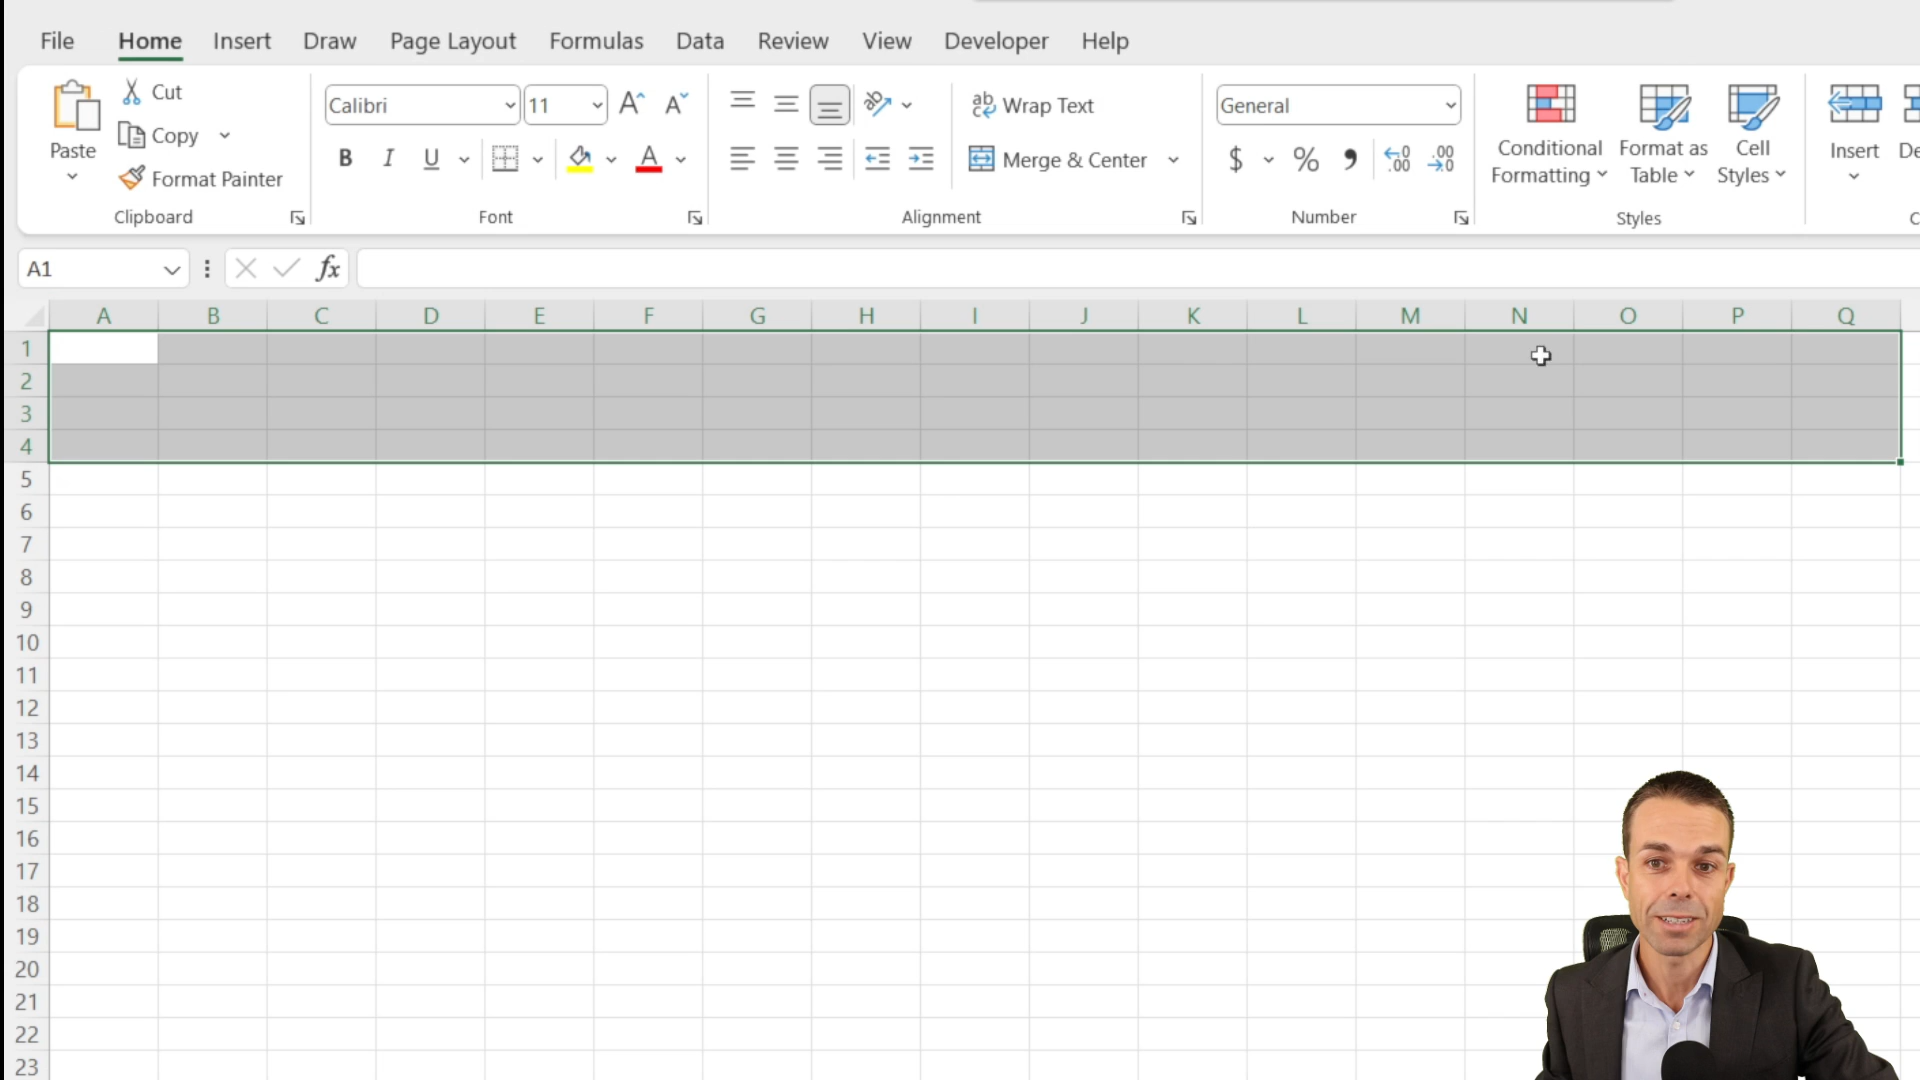 File Home Insert Draw Page Layout Formulas Data Review View Developer Help
Paste
Cut
Copy
Format Painter
Clipboard
Calibri 11
B I U A
Font
Wrap Text
Merge & Center
Alignment
General
$ % 9
Number
Conditional Formatting
Format as Table
Cell Styles
Styles
Insert
A1 fx
A B C D E F G H I J K L M N O P Q
1
2
3
4
5
6
7
8
9
10
11
12
13
14
15
16
17
18
19
20
21
22
23